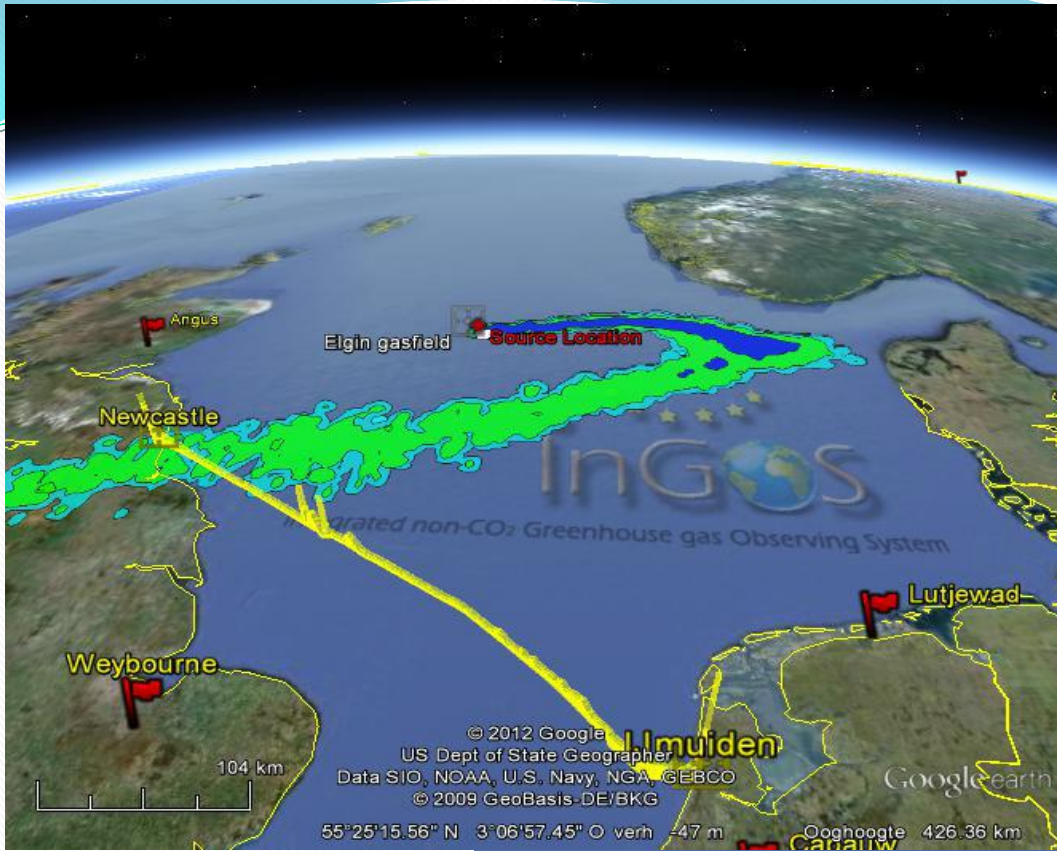 Angus
Elgin gasfield
Source Location
Newcastle
InGOS
Integrated non-CO₂ Greenhouse gas Observing System
Lutjewad
Weybourne
IJmuiden
104 km
© 2012 Google
US Dept of State Geographer
Data SIO, NOAA, U.S. Navy, NGA, GEBCO
© 2009 GeoBasis-DE/BKG
Google earth
55°25'15.56" N 3°06'57.45" O verh -47 m Ooghoogte 426.36 km